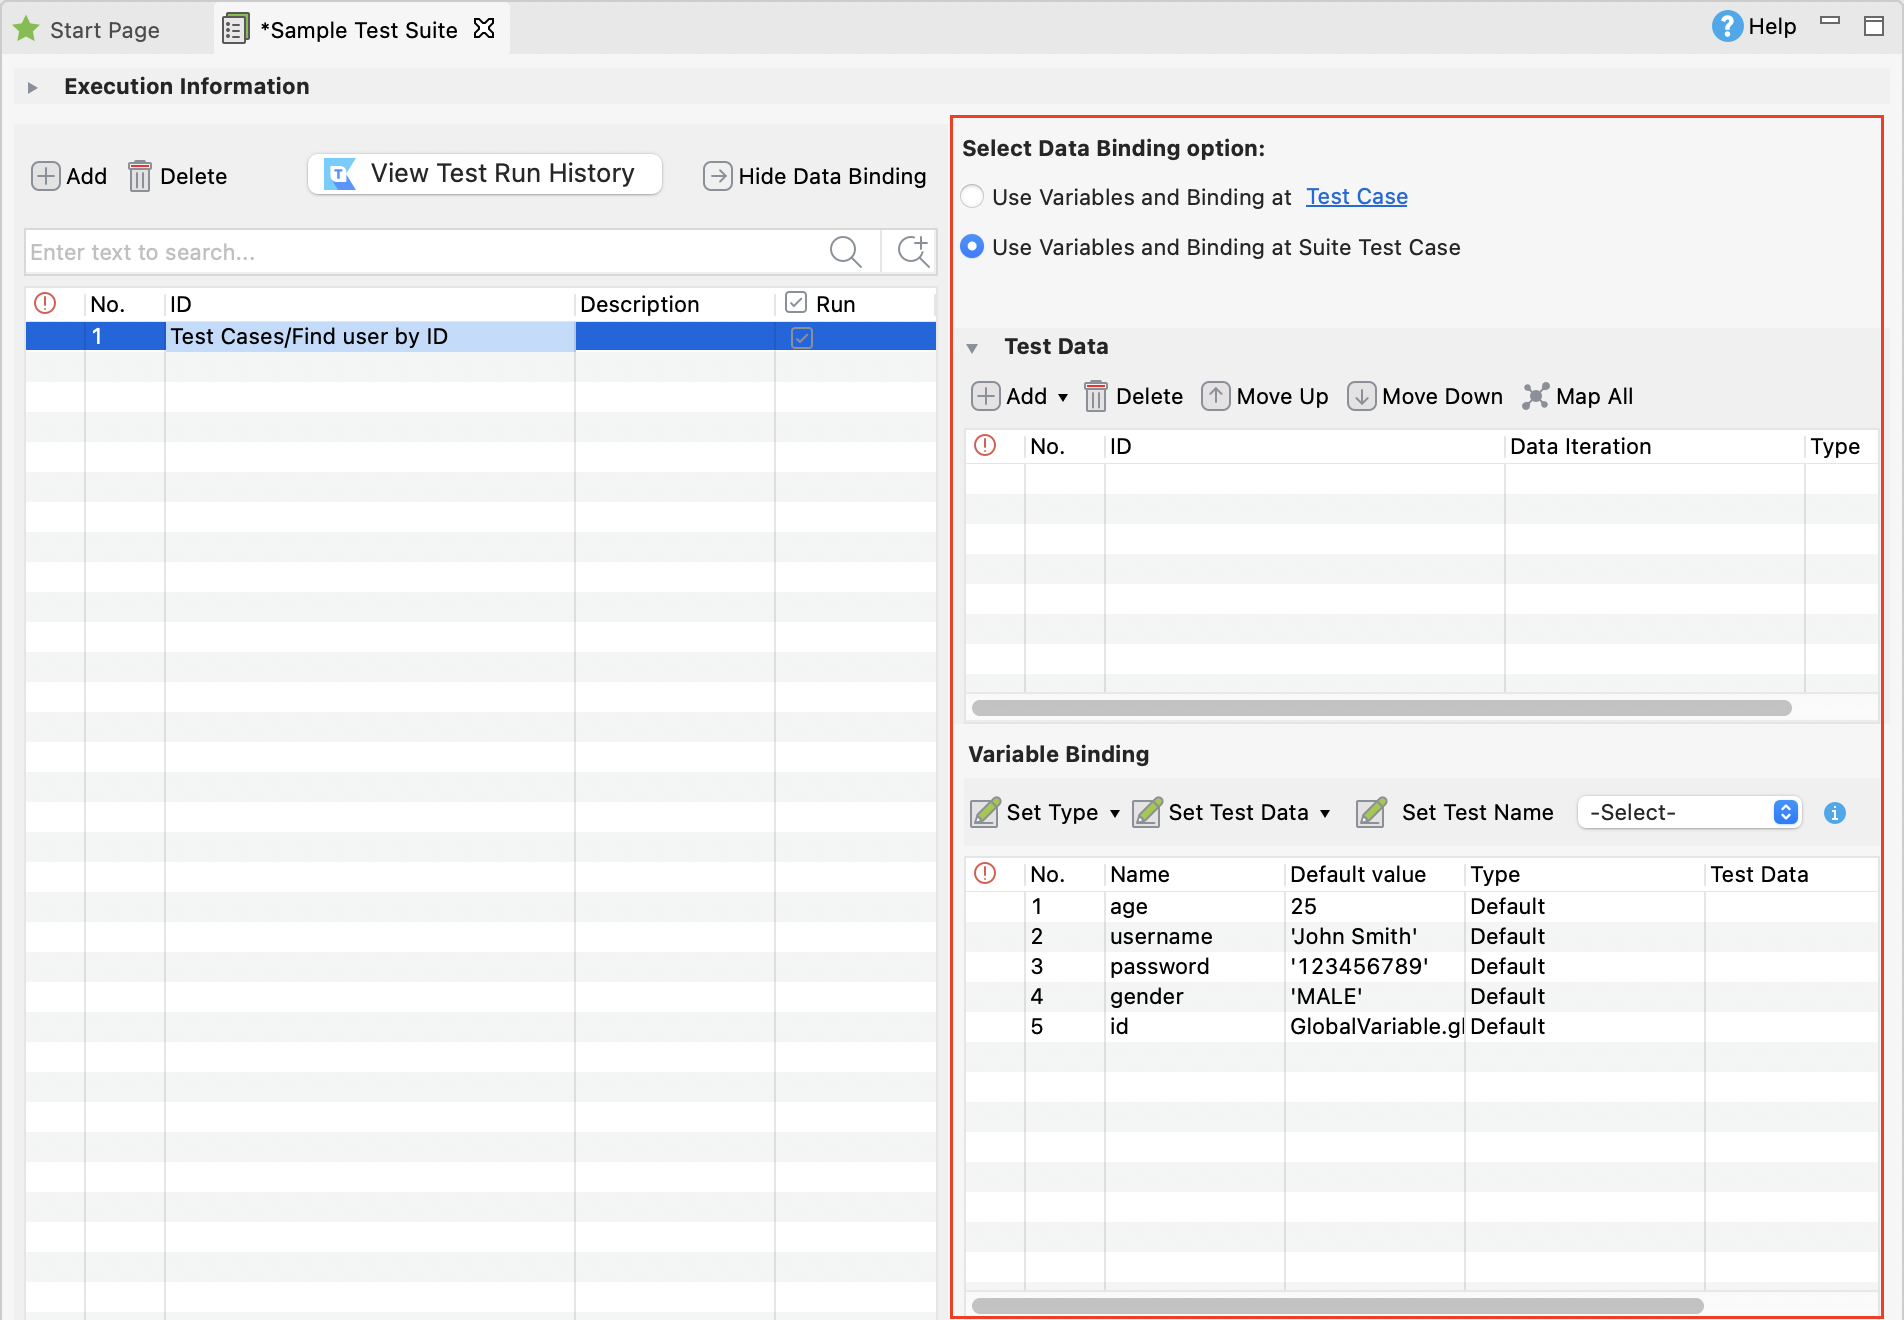 Start Page
*Sample Test Suite
Help
Execution Information
Add
Delete
View Test Run History
Hide Data Binding
Enter text to search...
No. ID Description Run
1 Test Cases/Find user by ID
Select Data Binding option:
Use Variables and Binding at Test Case
Use Variables and Binding at Suite Test Case
Test Data
Add Delete Move Up Move Down Map All
No. ID Data Iteration Type
Variable Binding
Set Type Set Test Data Set Test Name -Select-
No. Name Default value Type Test Data
1 age 25 Default
2 username 'John Smith' Default
3 password '123456789' Default
4 gender 'MALE' Default
5 id GlobalVariable.gl Default